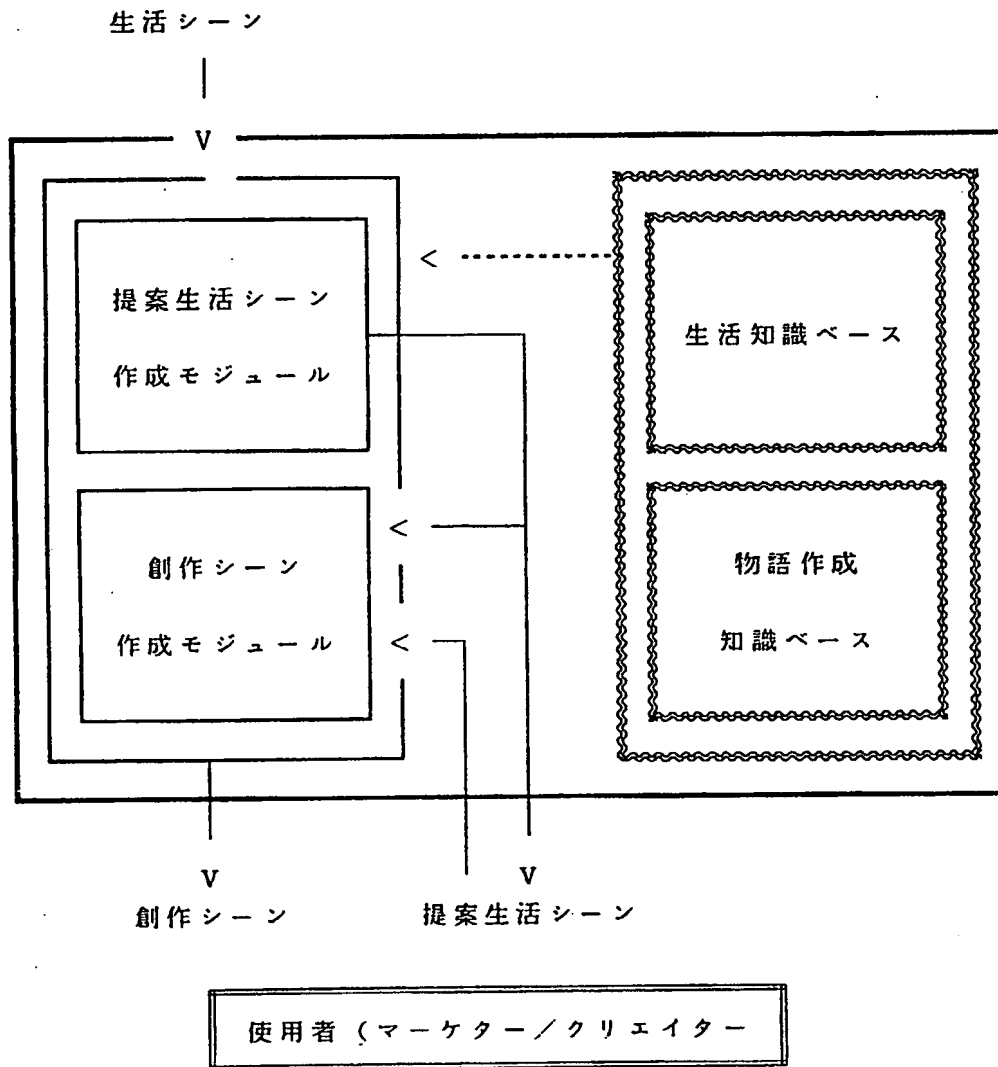 生活シーン
V
提案生活シーン
作成モジュール
<
生活知識ベース
<
創作シーン
作成モジュール
<
物語作成
知識ベース
V
創作シーン
V
提案生活シーン
使用者（マーケター／クリエイター